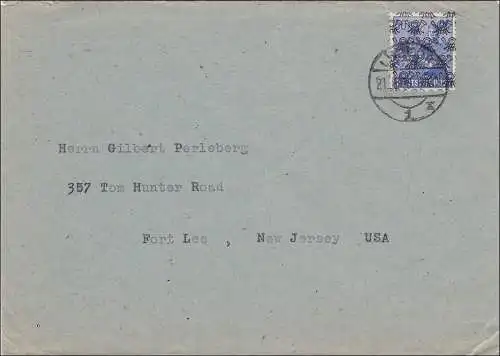 Herrn Gilbert Perleberg
357 Tom Hunter Road
Fort Lee , New Jersey USA